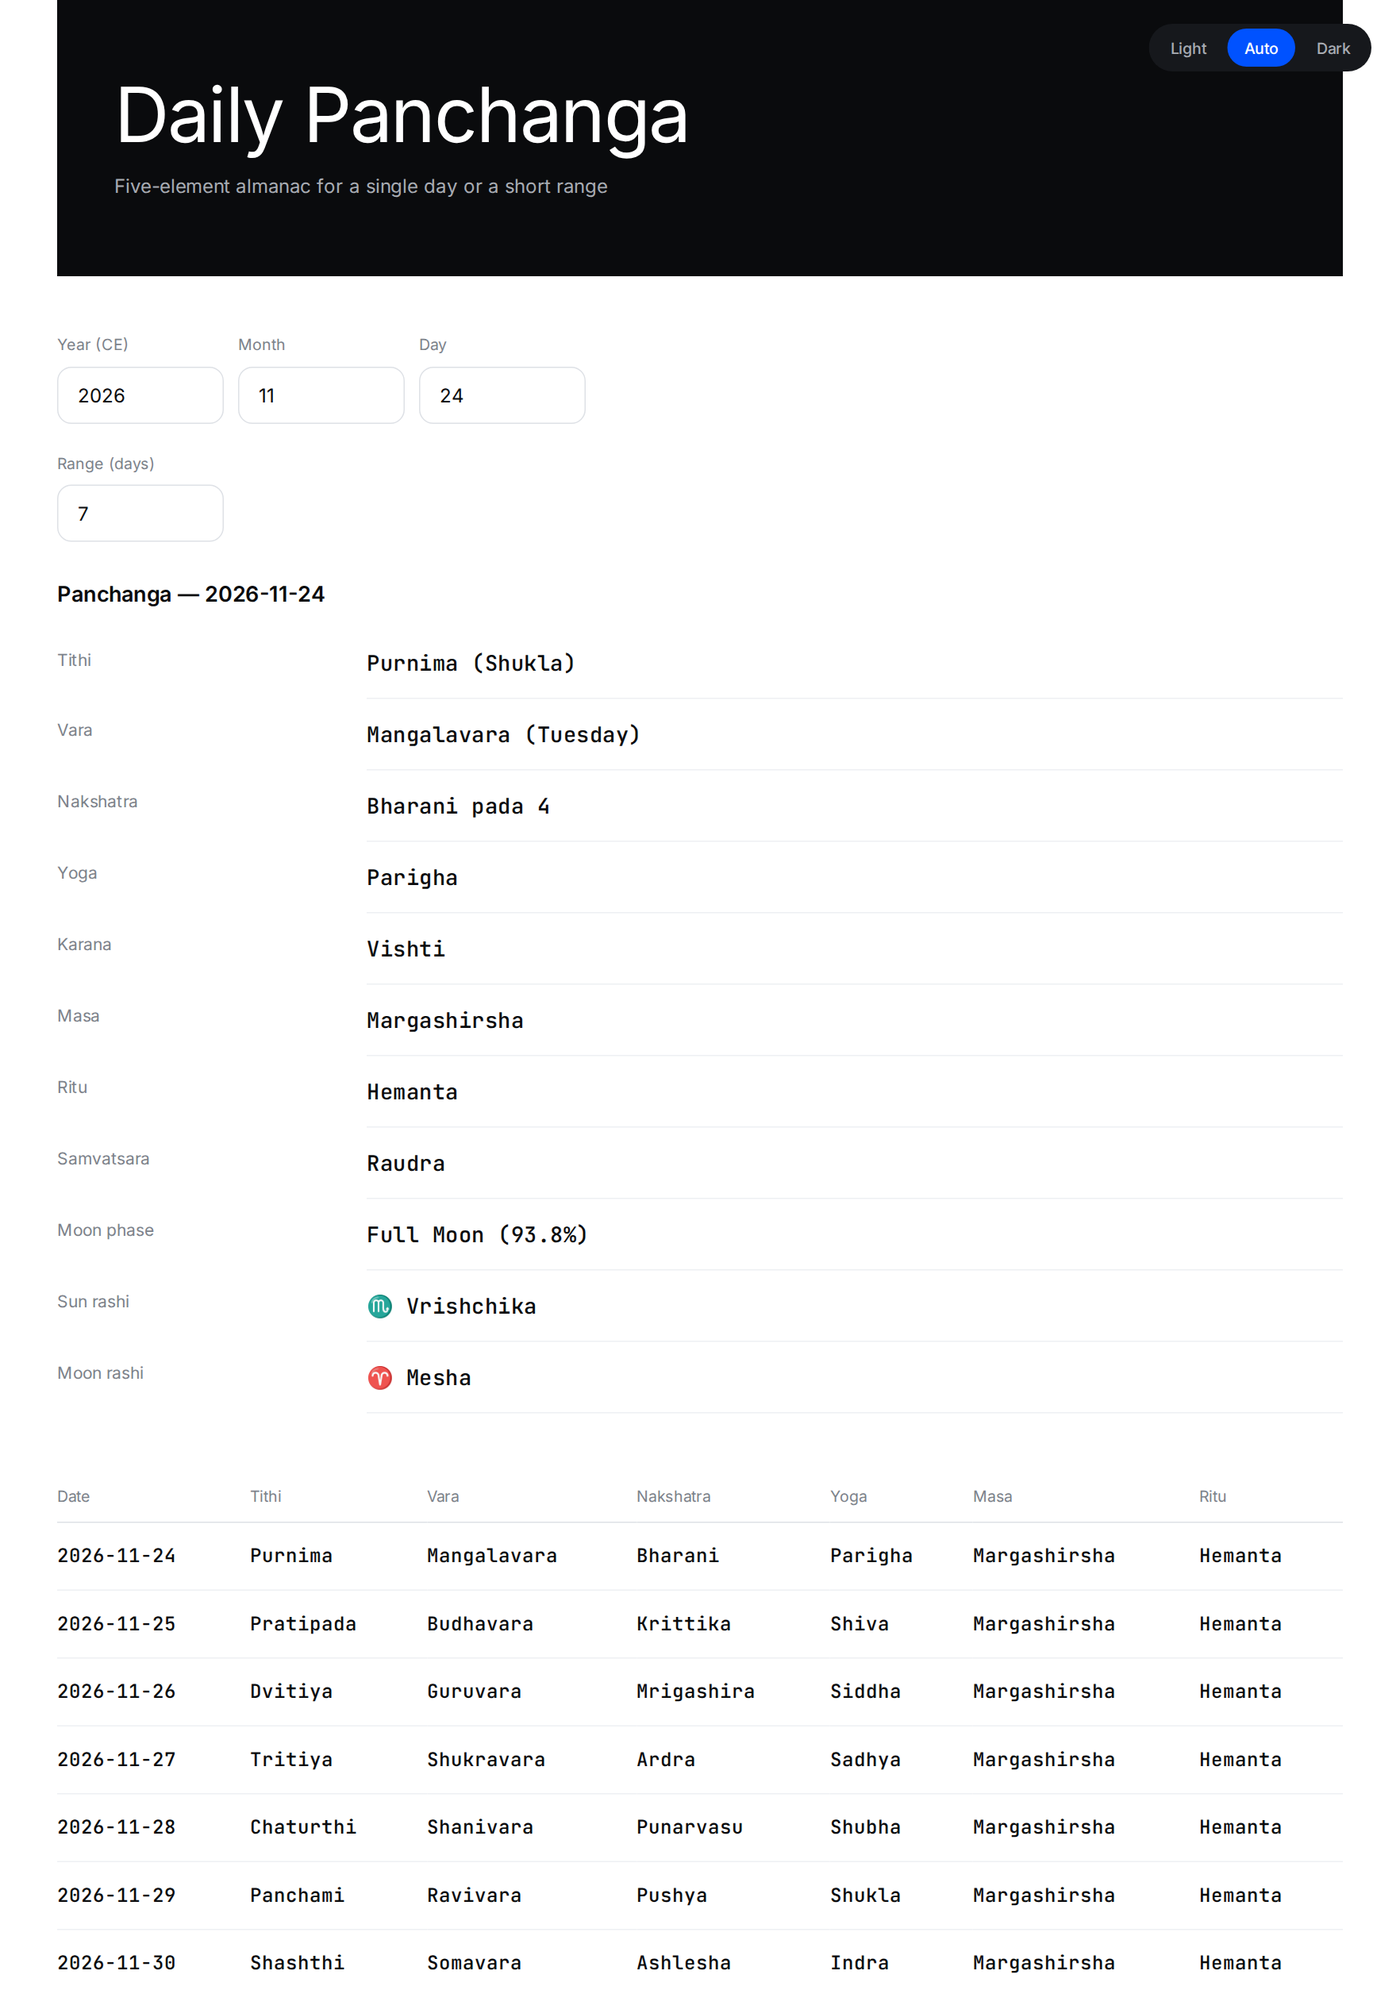 Light Auto Dark
Daily Panchanga
Five-element almanac for a single day or a short range
Year (CE) Month Day
2026 11 24
Range (days)
7
Panchanga — 2026-11-24
Tithi Purnima (Shukla)
Vara Mangalavara (Tuesday)
Nakshatra Bharani pada 4
Yoga Parigha
Karana Vishti
Masa Margashirsha
Ritu Hemanta
Samvatsara Raudra
Moon phase Full Moon (93.8%)
Sun rashi ♏ Vrishchika
Moon rashi ♈ Mesha
Date Tithi Vara Nakshatra Yoga Masa Ritu
2026-11-24 Purnima Mangalavara Bharani Parigha Margashirsha Hemanta
2026-11-25 Pratipada Budhavara Krittika Shiva Margashirsha Hemanta
2026-11-26 Dvitiya Guruvara Mrigashira Siddha Margashirsha Hemanta
2026-11-27 Tritiya Shukravara Ardra Sadhya Margashirsha Hemanta
2026-11-28 Chaturthi Shanivara Punarvasu Shubha Margashirsha Hemanta
2026-11-29 Panchami Ravivara Pushya Shukla Margashirsha Hemanta
2026-11-30 Shashthi Somavara Ashlesha Indra Margashirsha Hemanta